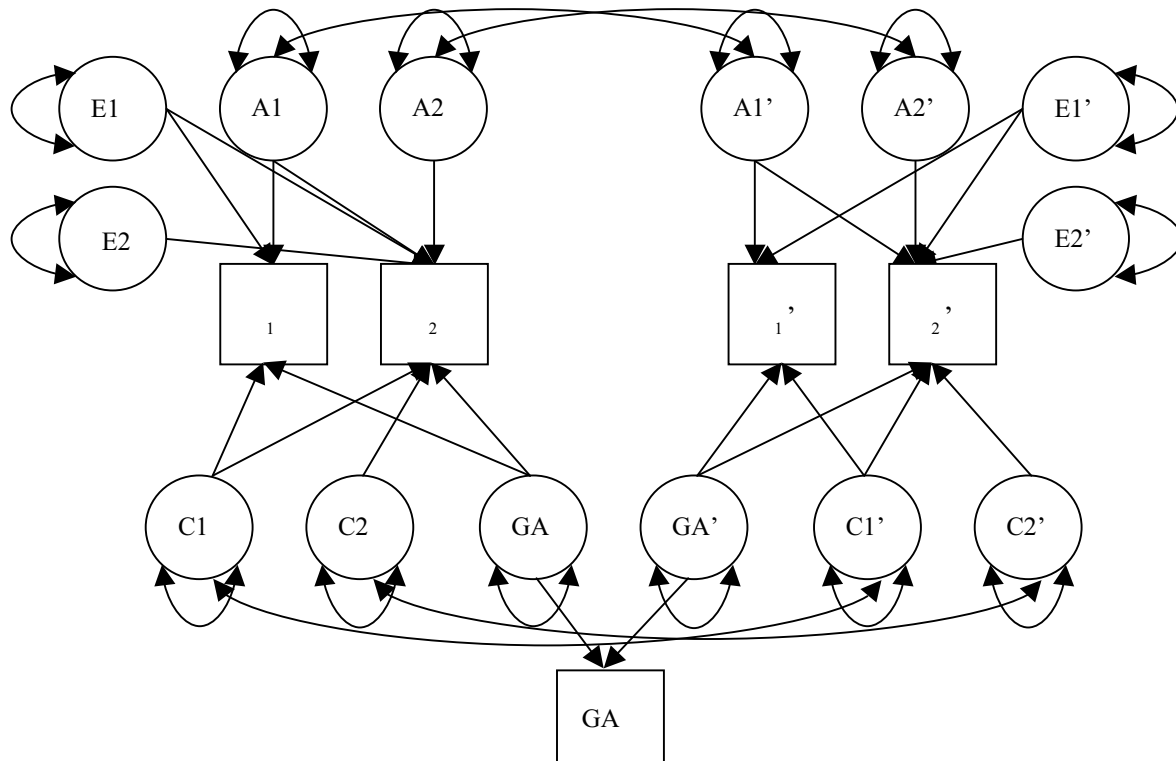 E1 A1 A2 A1’ A2’ E1’
E2 E2’
1 2 1’ 2’
C1 C2 GA GA’ C1’ C2’
GA